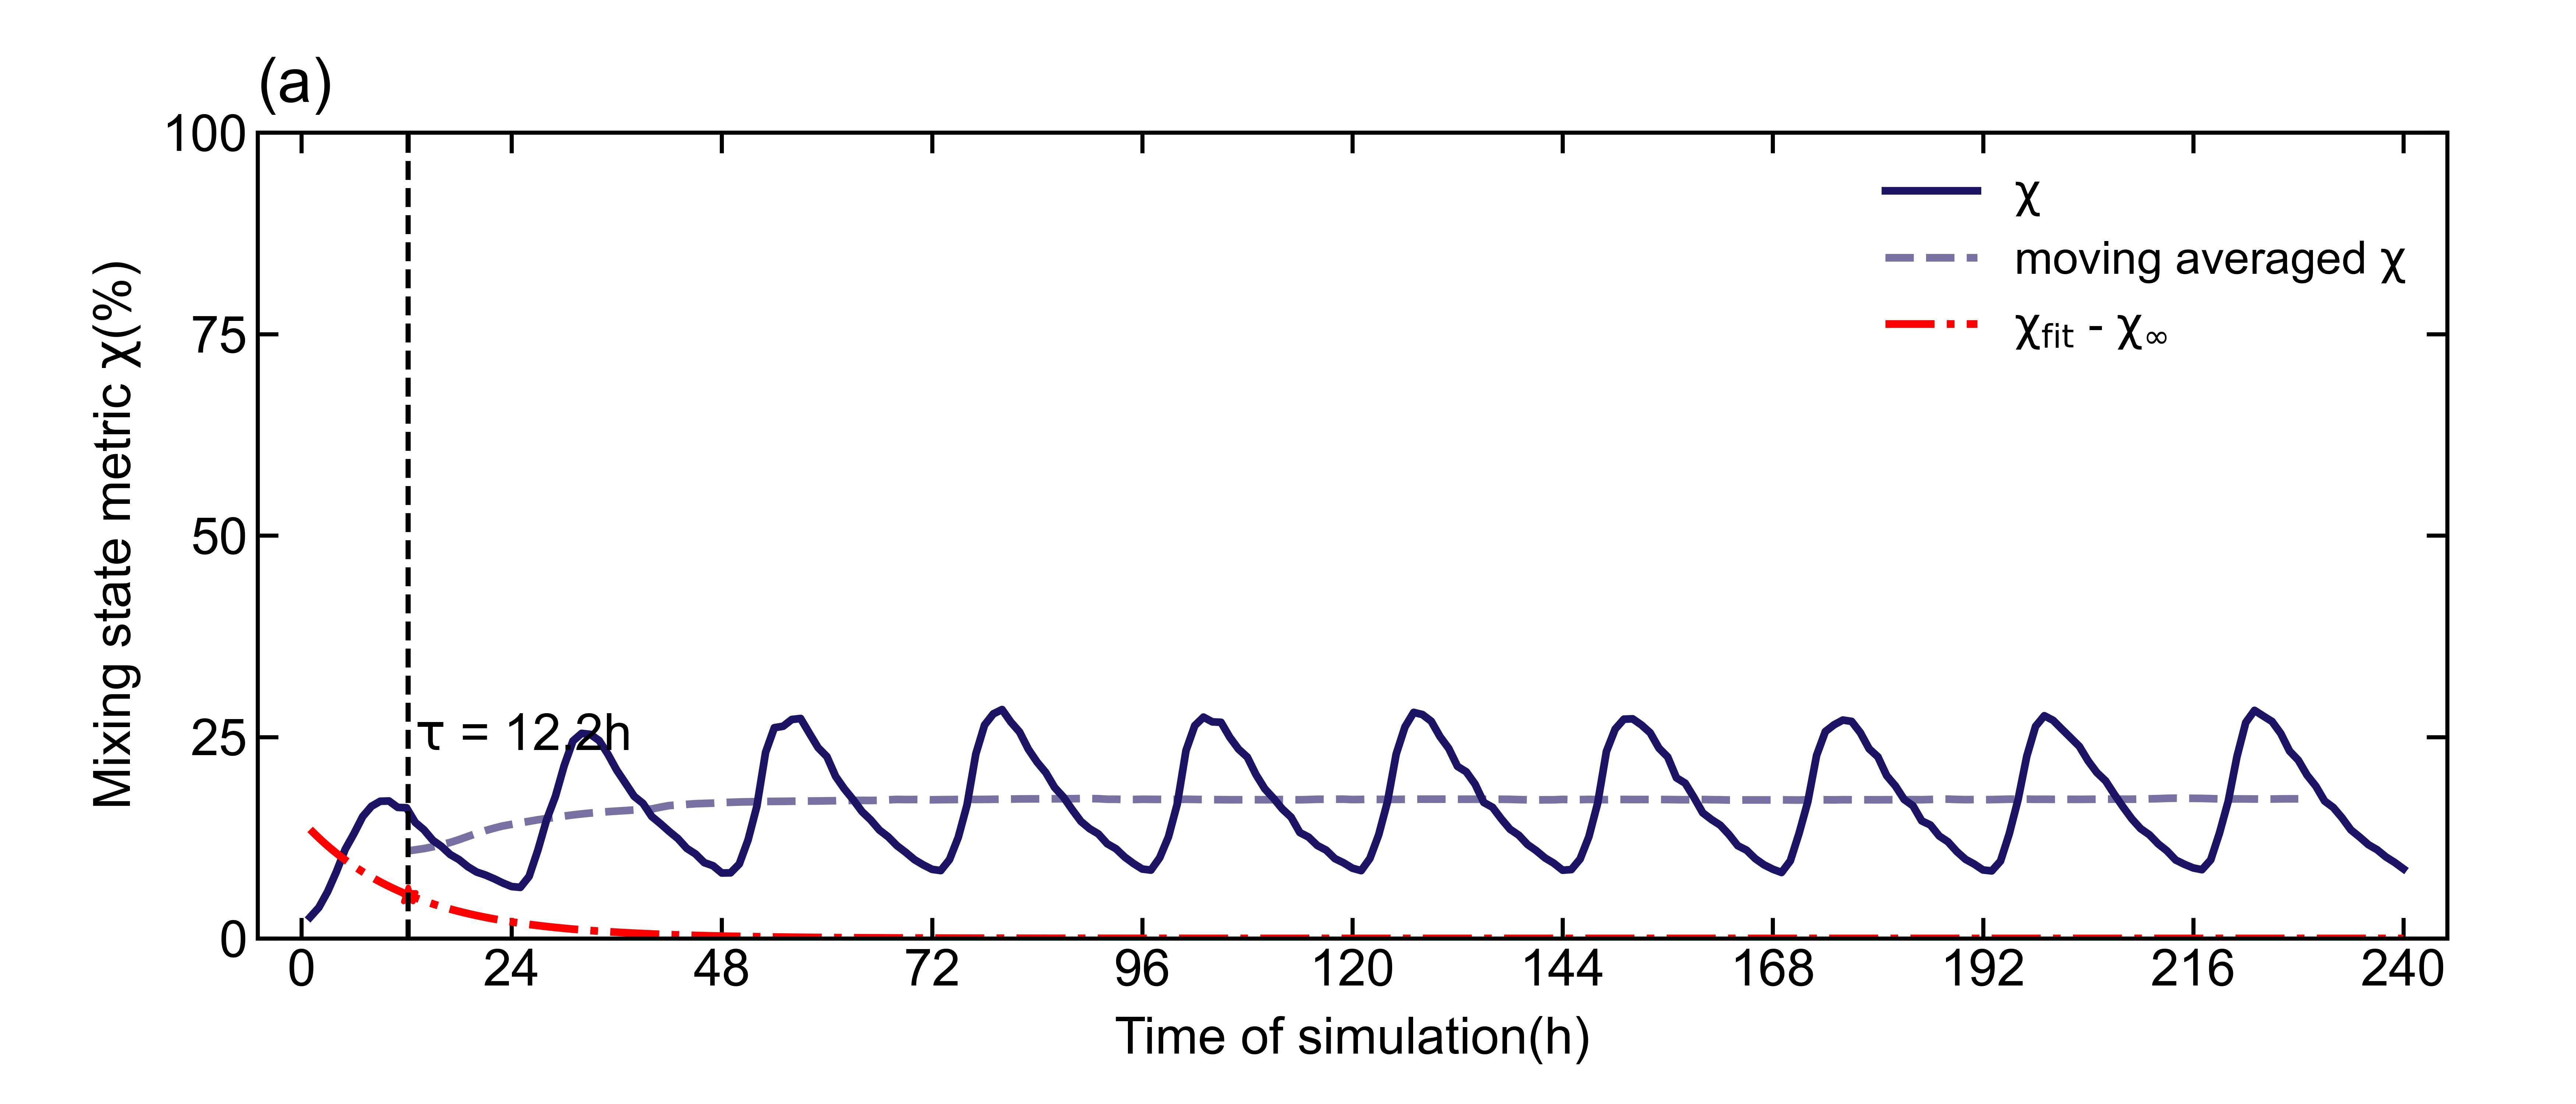 (a)
100
75
50
25
0
Mixing state metric χ(%)
χ
moving averaged χ
χfit - χ∞
τ = 12.2h
0 24 48 72 96 120 144 168 192 216 240
Time of simulation(h)